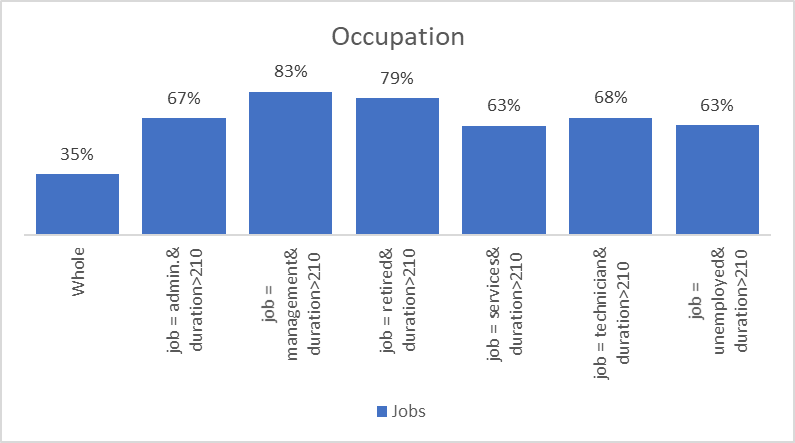 Occupation
35%
67%
83%
79%
63%
68%
63%
Whole
job = admin.&
duration>210
job =
management&
duration>210
job = retired&
duration>210
job = services&
duration>210
job = technician&
duration>210
job =
unemployed&
duration>210
Jobs